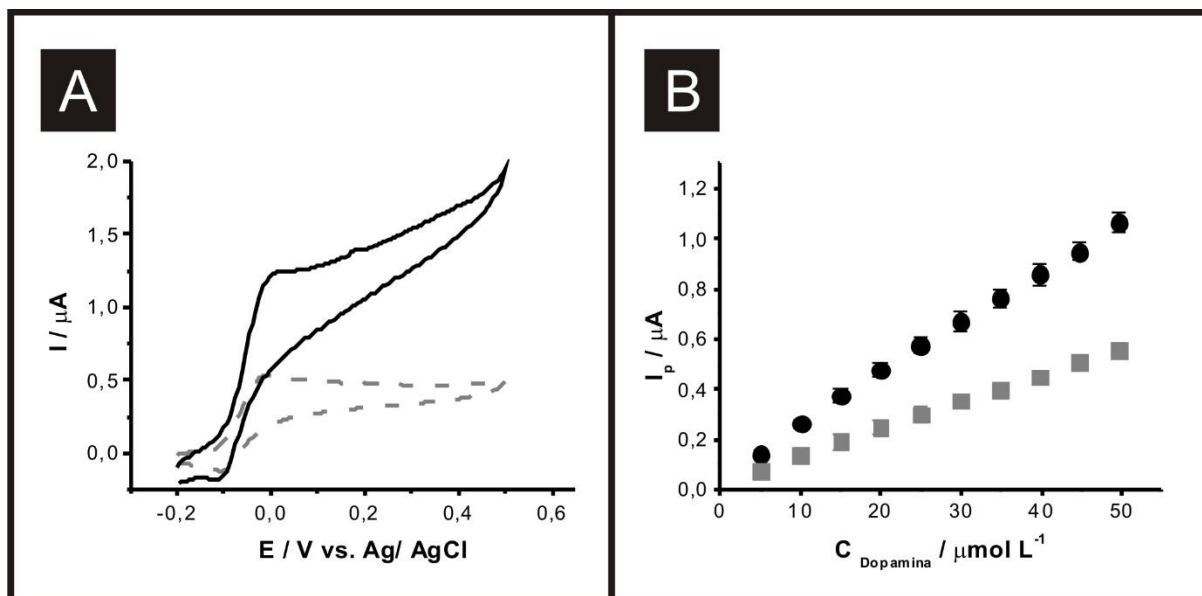 A
2,0
1,5
1,0
0,5
0,0
I / μA
-0,2 0,0 0,2 0,4 0,6
E / V vs. Ag/ AgCl
B
1,2
1,0
0,8
0,6
0,4
0,2
0,0
Ip / μA
0 10 20 30 40 50
C Dopamina / μmol L-1